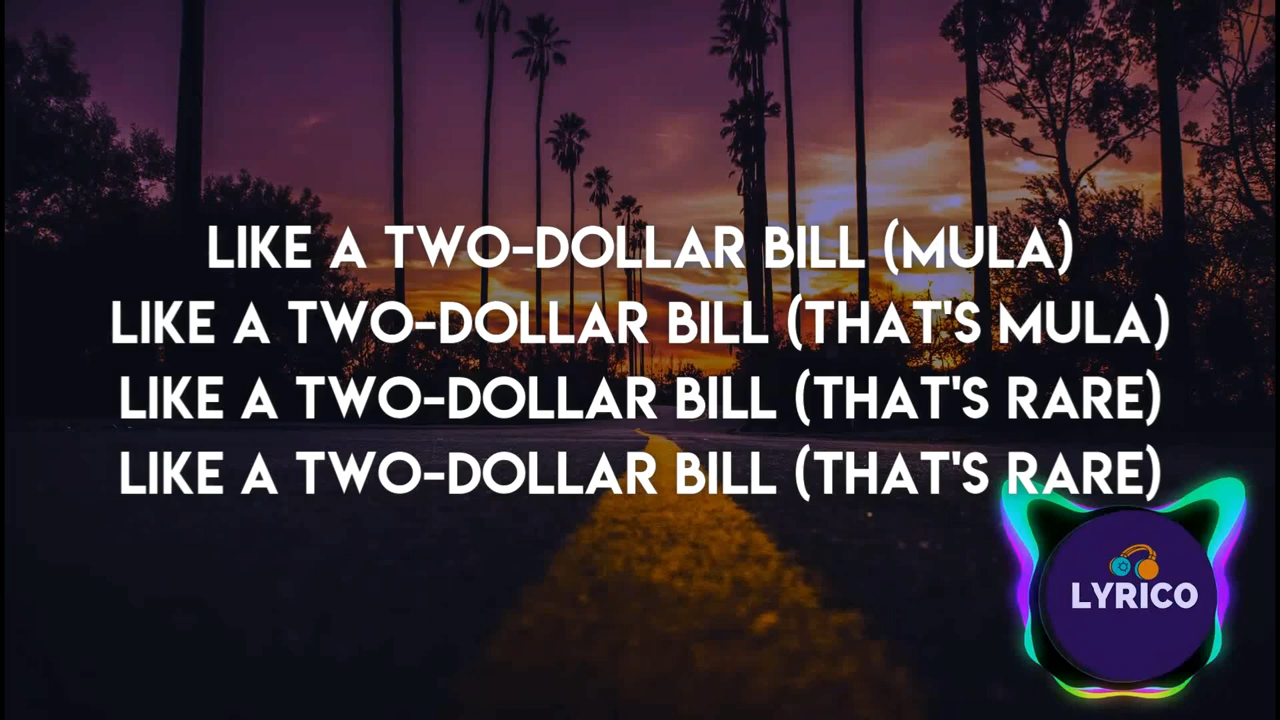 LIKE A TWO-DOLLAR BILL (MULA)
LIKE A TWO-DOLLAR BILL (THAT'S MULA)
LIKE A TWO-DOLLAR BILL (THAT'S RARE)
LIKE A TWO-DOLLAR BILL (THAT'S RARE)
LYRICO